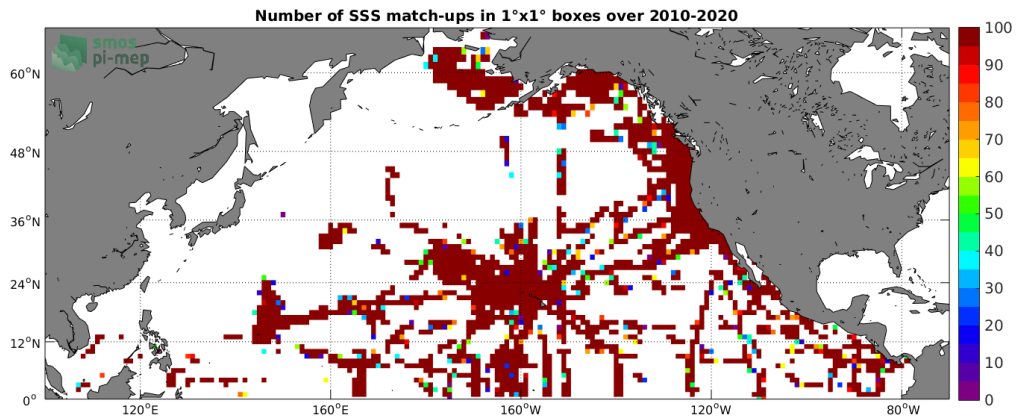 Number of SSS match-ups in 1°x1° boxes over 2010-2020
smos
pi-mep
60°N
48°N
36°N
24°N
12°N
0°
120°E
160°E
160°W
120°W
80°W
100
90
80
70
60
50
40
30
20
10
0